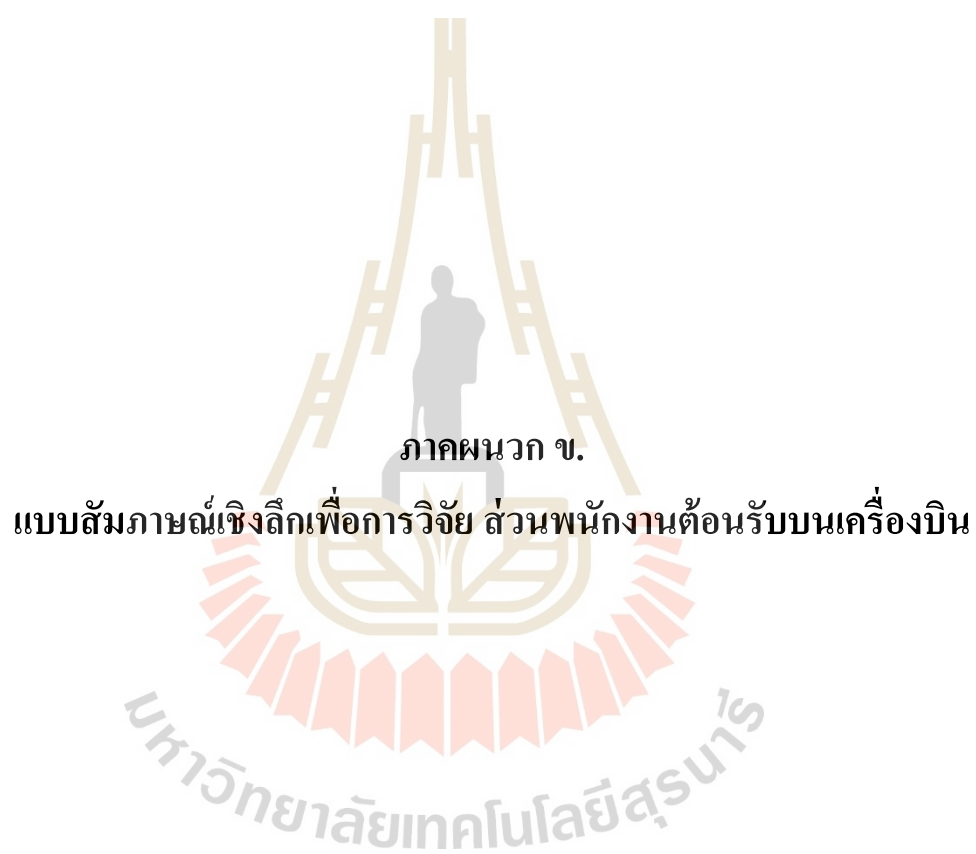 ภาคผนวก ข.
แบบสัมภาษณ์เชิงลึกเพื่อการวิจัย ส่วนพนักงานต้อนรับบนเครื่องบิน
มหาวิทยาลัยเทคโนโลยีสุรนารี